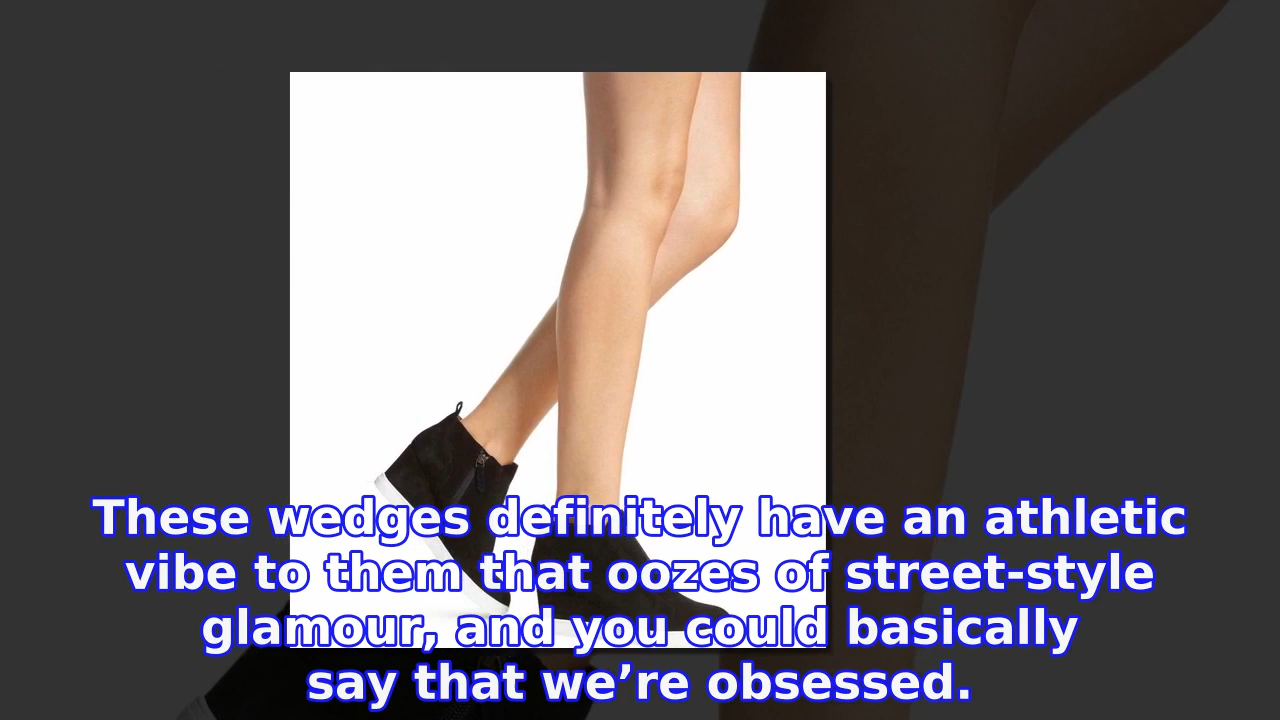 These wedges definitely have an athletic
vibe to them that oozes of street-style
glamour, and you could basically
say that we’re obsessed.